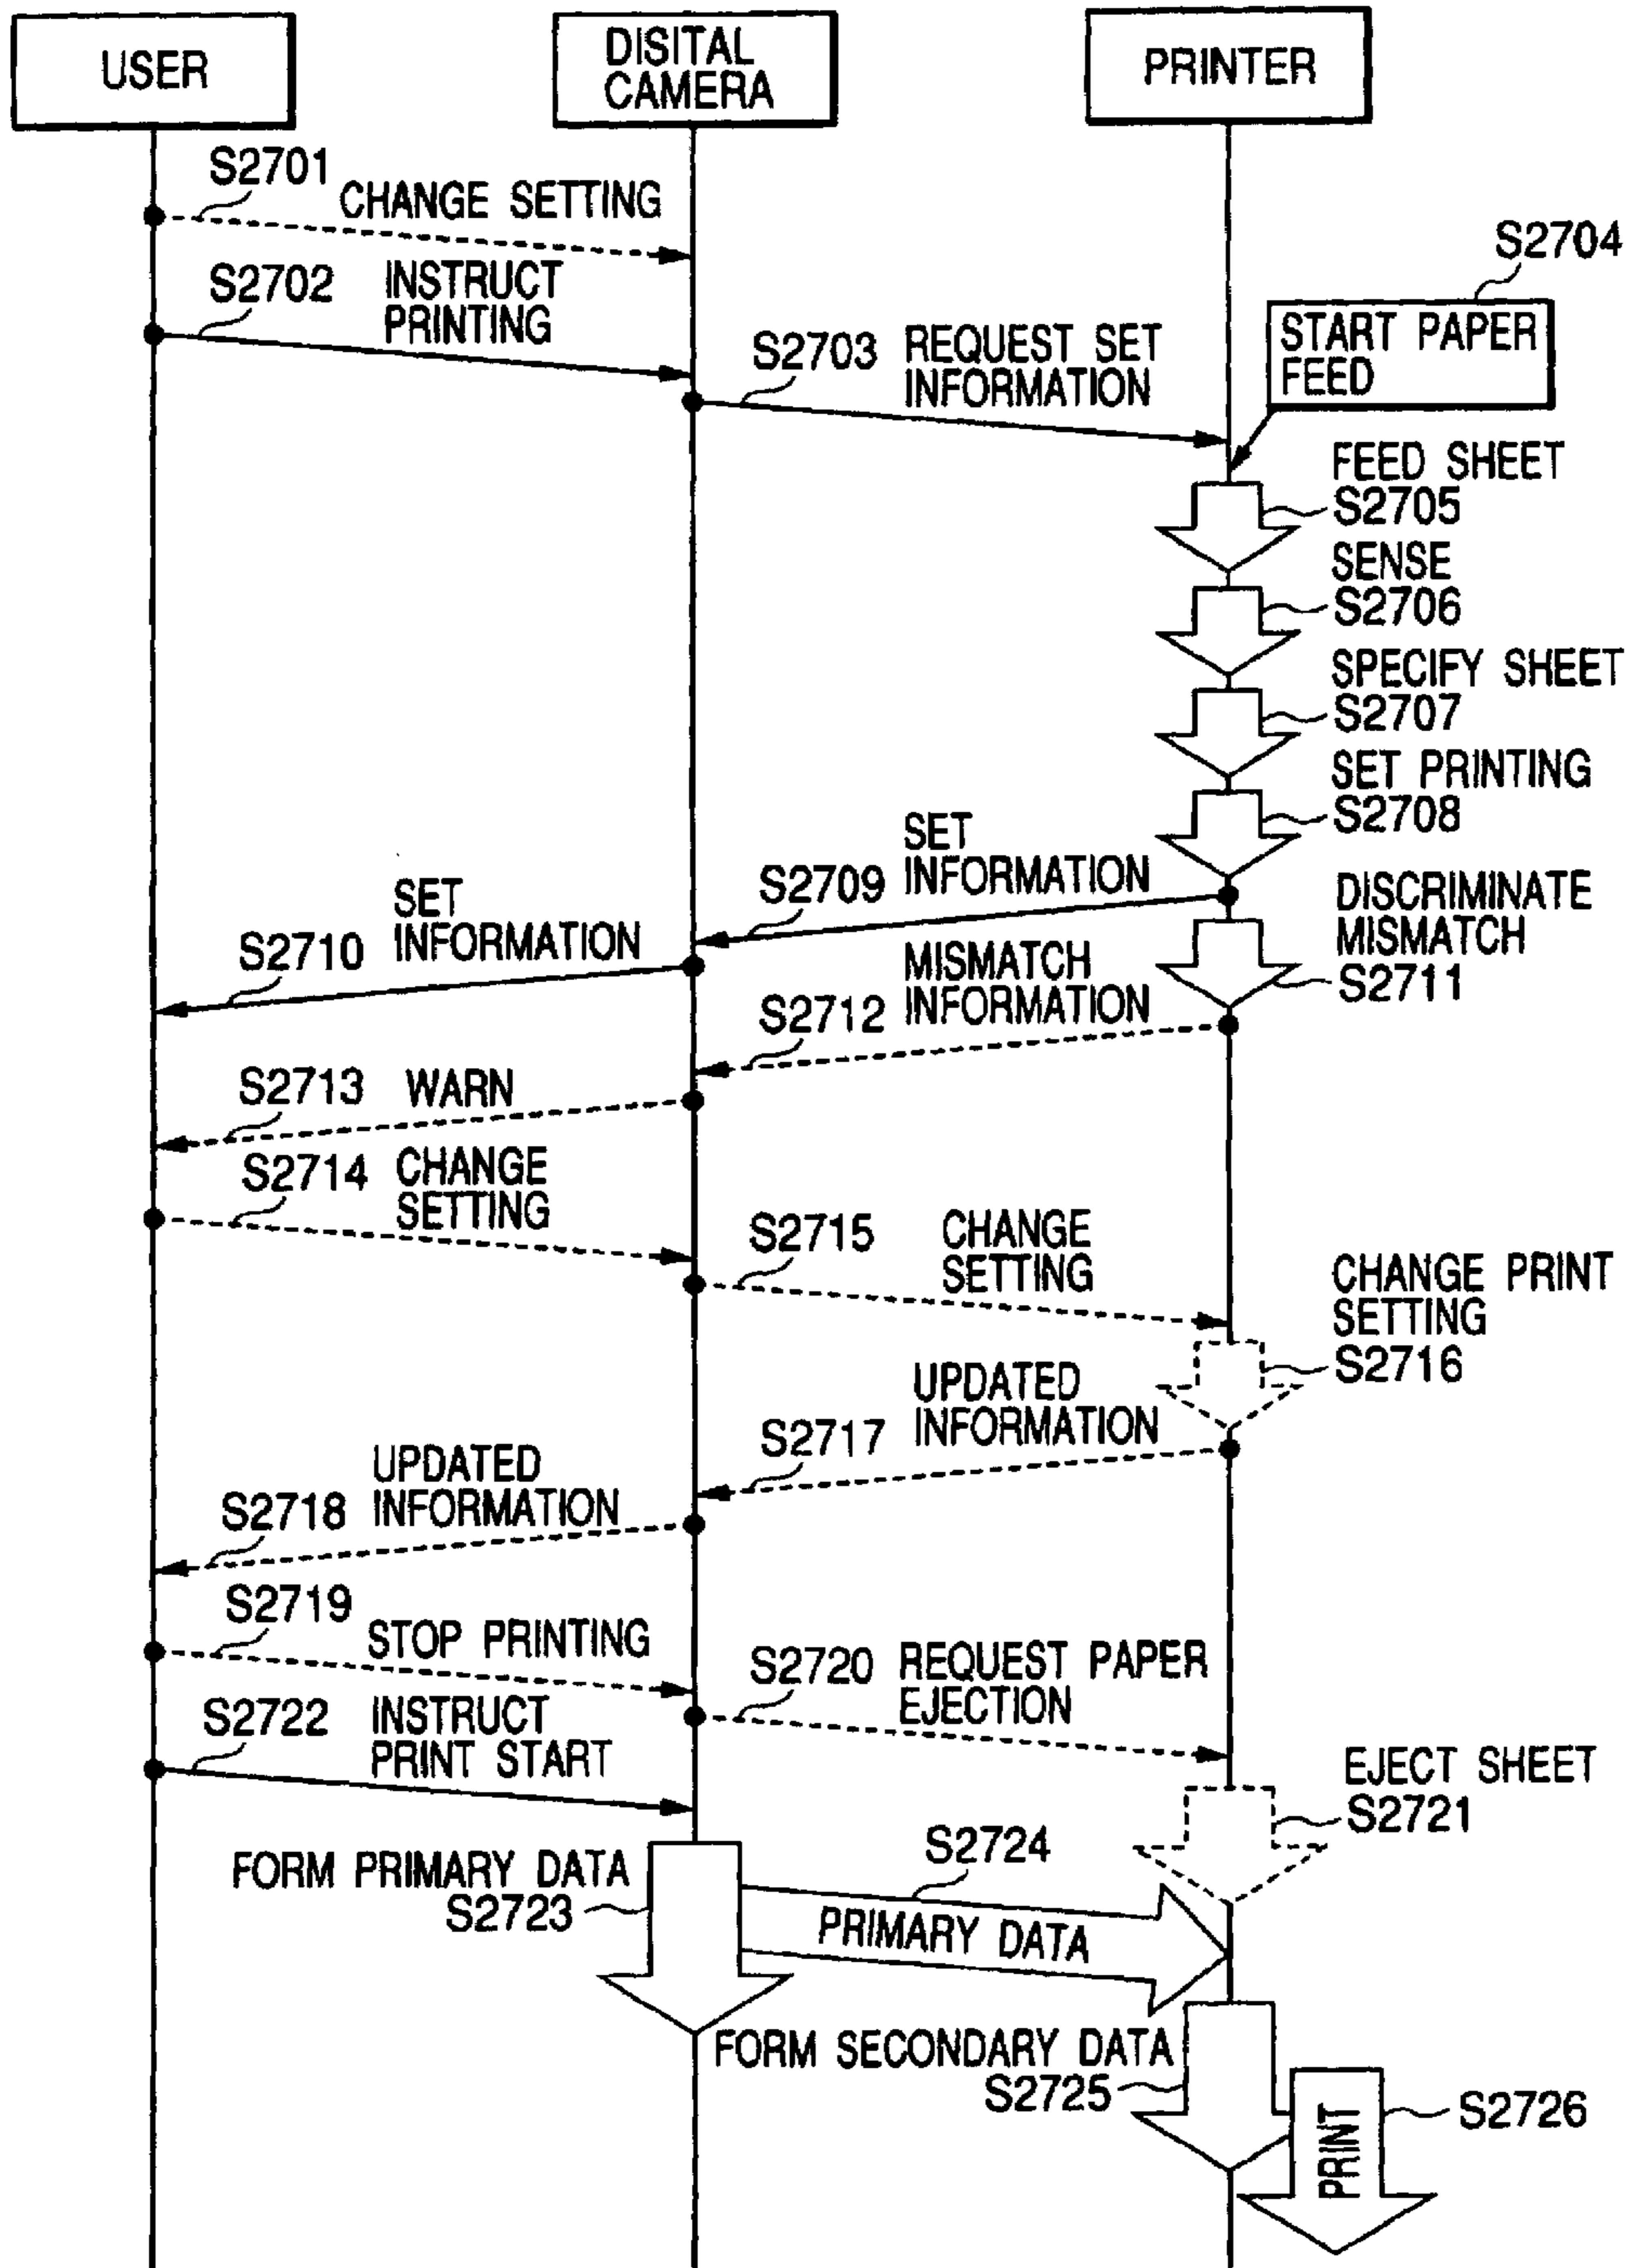 USER
DISITAL
CAMERA
PRINTER
S2701
CHANGE SETTING
S2702
INSTRUCT
PRINTING
S2703
REQUEST SET
INFORMATION
S2704
START PAPER
FEED
FEED SHEET
S2705
SENSE
S2706
SPECIFY SHEET
S2707
SET PRINTING
S2708
S2709
SET
INFORMATION
S2710
SET
INFORMATION
DISCRIMINATE
MISMATCH
S2711
S2712
MISMATCH
INFORMATION
S2713
WARN
S2714
CHANGE
SETTING
S2715
CHANGE
SETTING
CHANGE PRINT
SETTING
S2716
S2717
UPDATED
INFORMATION
S2718
UPDATED
INFORMATION
S2719
STOP PRINTING
S2720
REQUEST PAPER
EJECTION
S2722
INSTRUCT
PRINT START
EJECT SHEET
S2721
FORM PRIMARY DATA
S2723
S2724
PRIMARY DATA
FORM SECONDARY DATA
S2725
PRINT
S2726